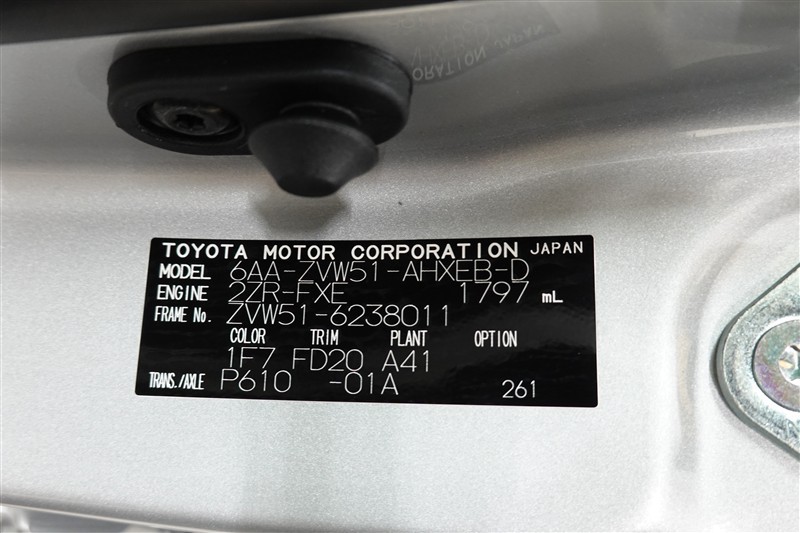 TOYOTA MOTOR CORPORATION JAPAN
MODEL 6AA-ZVW51-AHXEB-D
ENGINE 2ZR-FXE 1797 mL
FRAME No. ZVW51-6238011
COLOR TRIM PLANT OPTION
1F7 FD20 A41
TRANS./AXLE P610 -01A 261